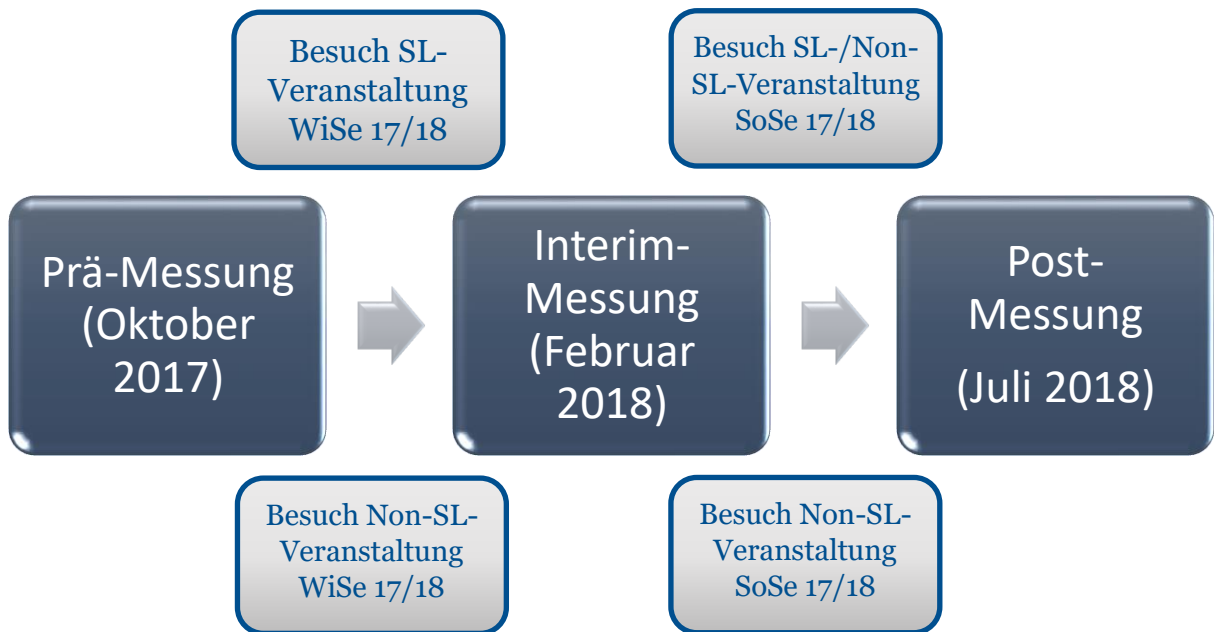 Besuch SL-
Veranstaltung
WiSe 17/18
Besuch SL-/Non-
SL-Veranstaltung
SoSe 17/18
Prä-Messung
(Oktober
2017)
Interim-
Messung
(Februar
2018)
Post-
Messung
(Juli 2018)
Besuch Non-SL-
Veranstaltung
WiSe 17/18
Besuch Non-SL-
Veranstaltung
SoSe 17/18